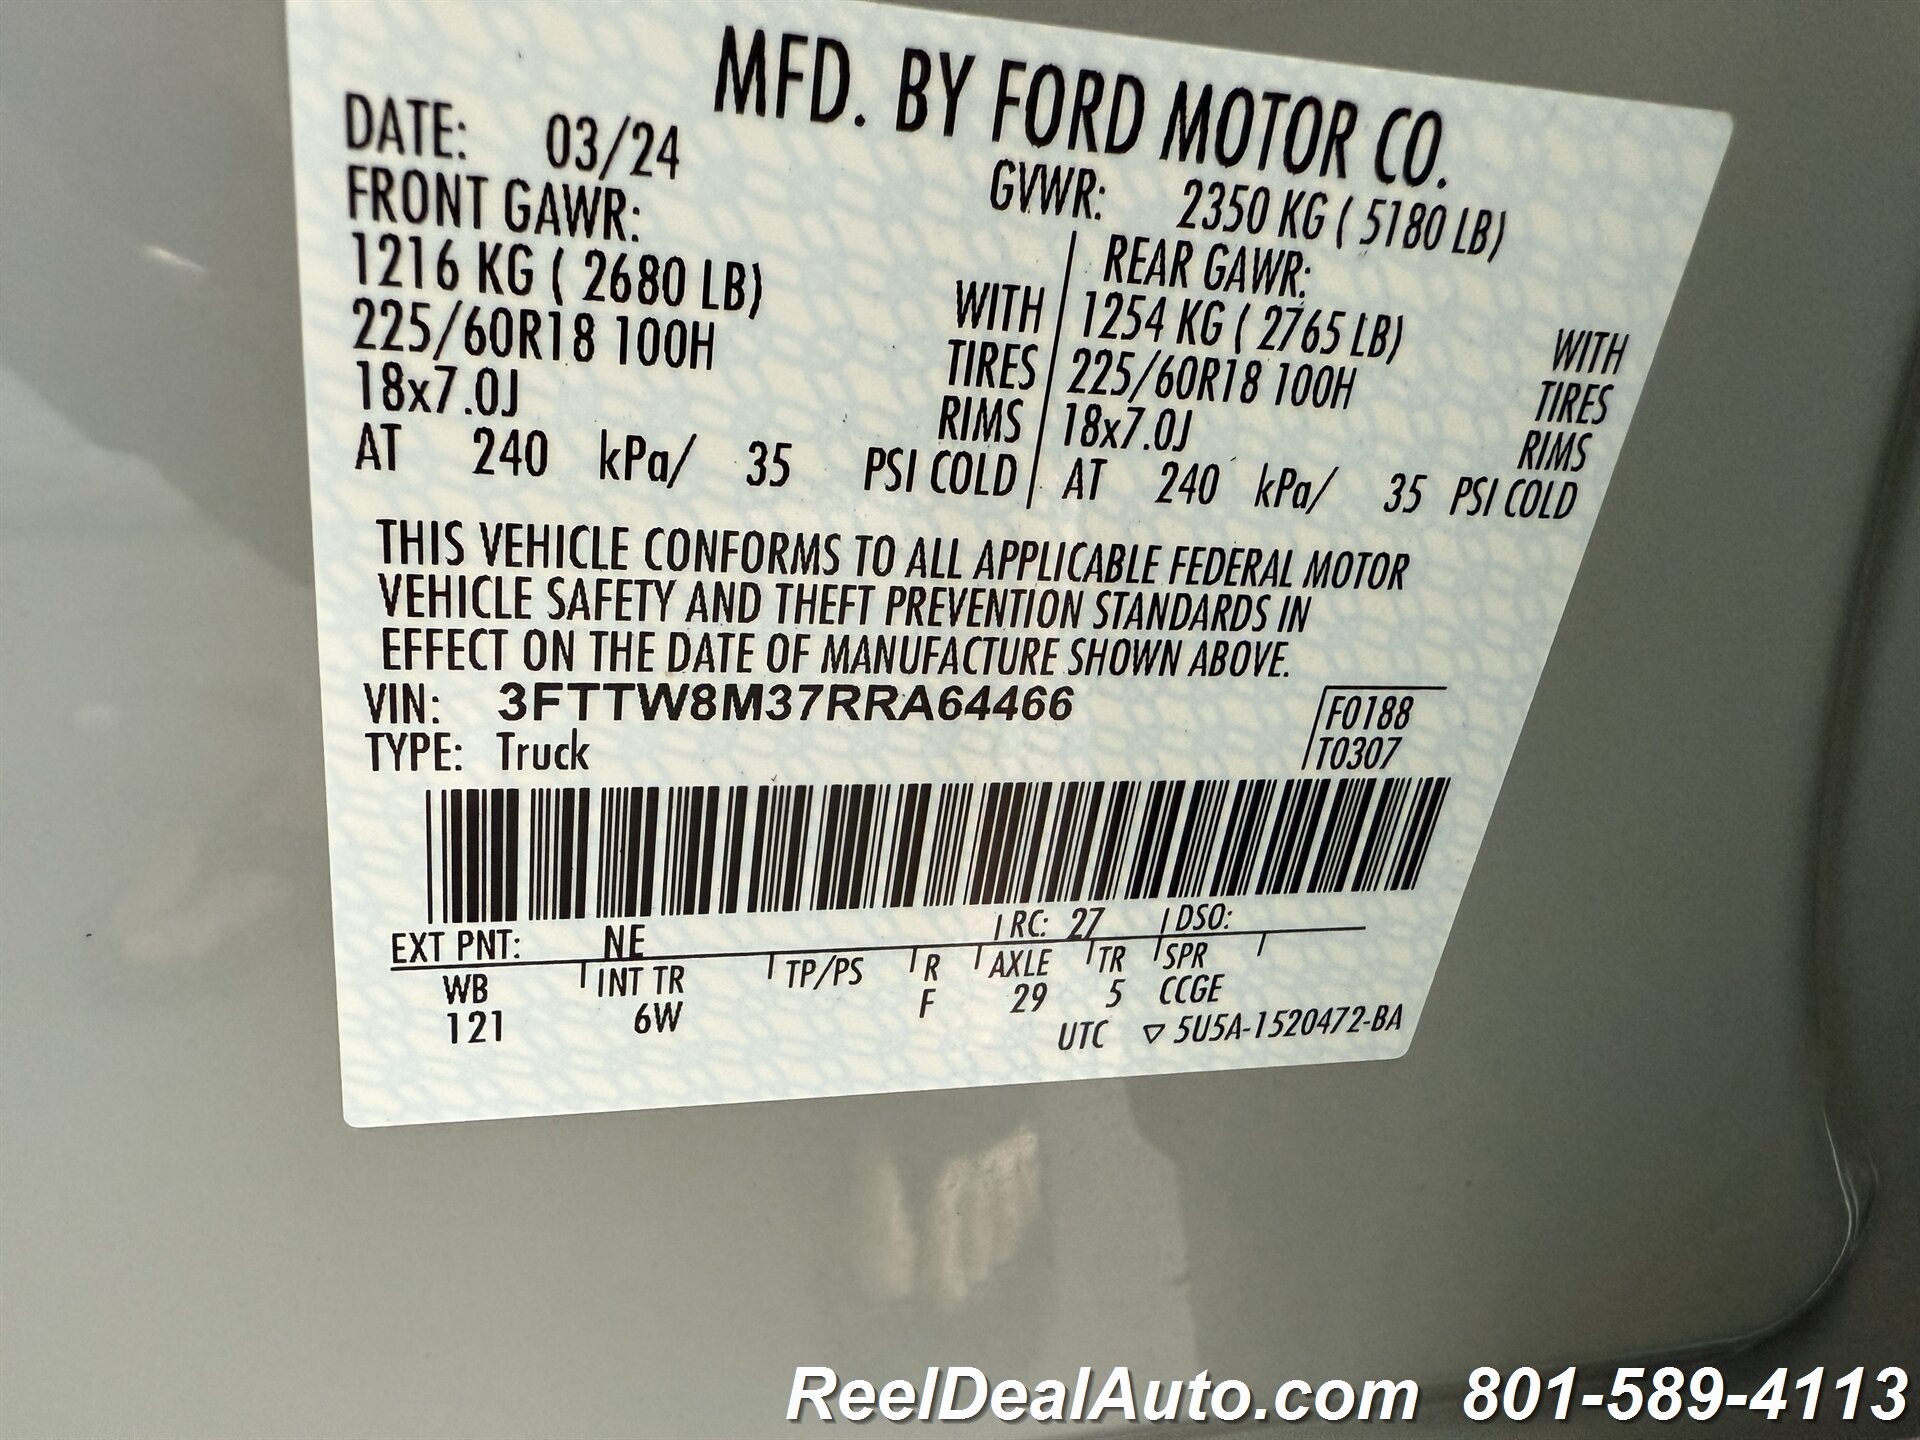 MFD. BY FORD MOTOR CO.
DATE: 03/24
GVWR: 2350 KG ( 5180 LB)
FRONT GAWR:
1216 KG ( 2680 LB) WITH
225/60R18 100H TIRES
18x7.0J RIMS
AT 240 kPa/ 35 PSI COLD
REAR GAWR:
1254 KG ( 2765 LB) WITH
225/60R18 100H TIRES
18x7.0J RIMS
AT 240 kPa/ 35 PSI COLD
THIS VEHICLE CONFORMS TO ALL APPLICABLE FEDERAL MOTOR
VEHICLE SAFETY AND THEFT PREVENTION STANDARDS IN
EFFECT ON THE DATE OF MANUFACTURE SHOWN ABOVE.
VIN: 3FTTW8M37RRA64466
TYPE: Truck
F0188
T0307
EXT PNT: NE RC: 27 DSO:
WB INT TR TP/PS R AXLE TR SPR
121 6W F 29 5 CCGE
UTC ▽ 5U5A-1520472-BA
ReelDealAuto.com 801-589-4113